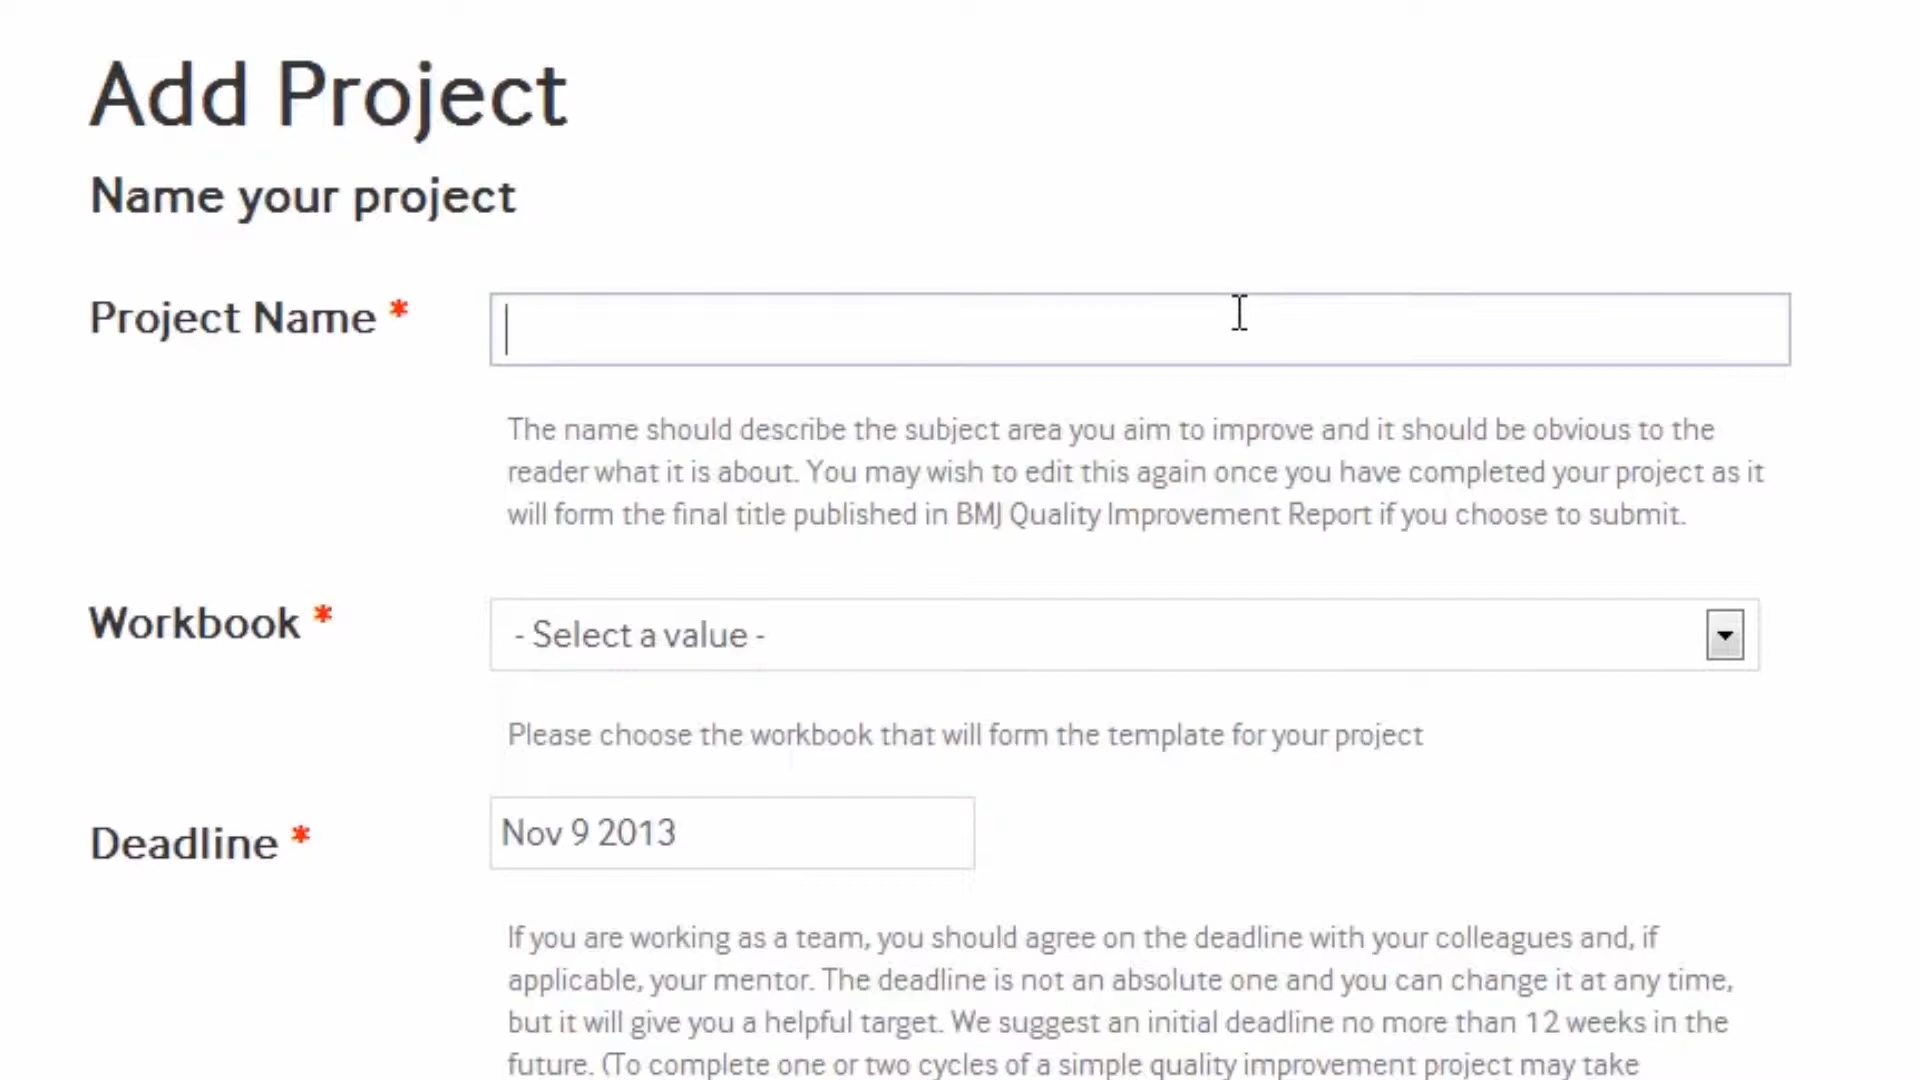 Add Project
Name your project
Project Name *
The name should describe the subject area you aim to improve and it should be obvious to the
reader what it is about. You may wish to edit this again once you have completed your project as it
will form the final title published in BMJ Quality Improvement Report if you choose to submit.
Workbook *
- Select a value -
Please choose the workbook that will form the template for your project
Deadline *
Nov 9 2013
If you are working as a team, you should agree on the deadline with your colleagues and, if
applicable, your mentor. The deadline is not an absolute one and you can change it at any time,
but it will give you a helpful target. We suggest an initial deadline no more than 12 weeks in the
future. (To complete one or two cycles of a simple quality improvement project may take